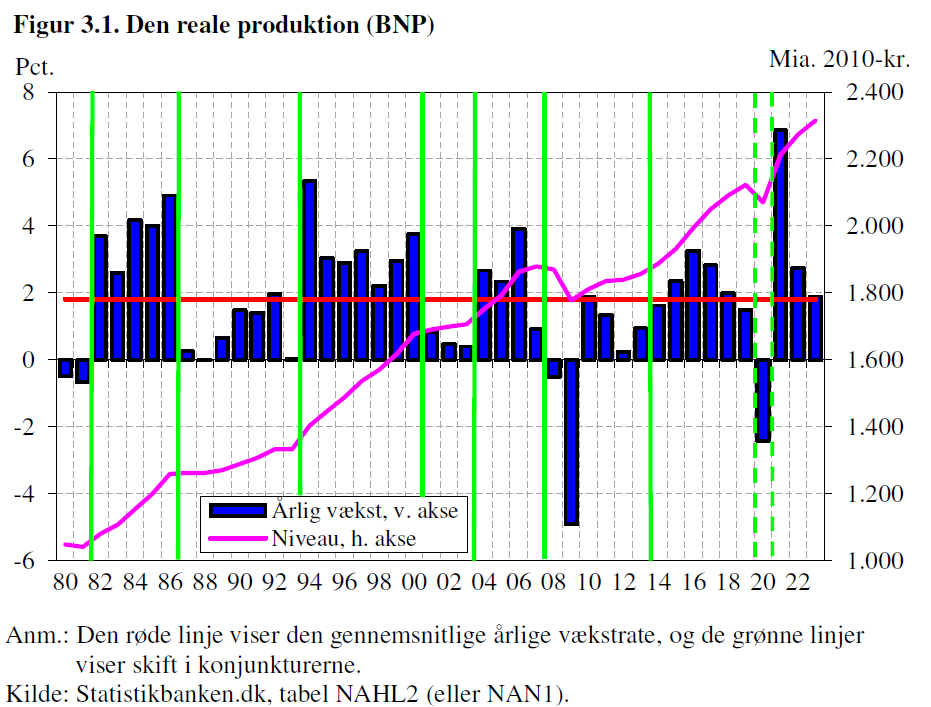 Figur 3.1. Den reale produktion (BNP)
Pct.
Mia. 2010-kr.
8
6
4
2
0
-2
-4
-6
2.400
2.200
2.000
1.800
1.600
1.400
1.200
1.000
Årlig vækst, v. akse
Niveau, h. akse
80 82 84 86 88 90 92 94 96 98 00 02 04 06 08 10 12 14 16 18 20 22
Anm.: Den røde linje viser den gennemsnitlige årlige vækstrate, og de grønne linjer
viser skift i konjunkturerne.
Kilde: Statistikbanken.dk, tabel NAHL2 (eller NAN1).